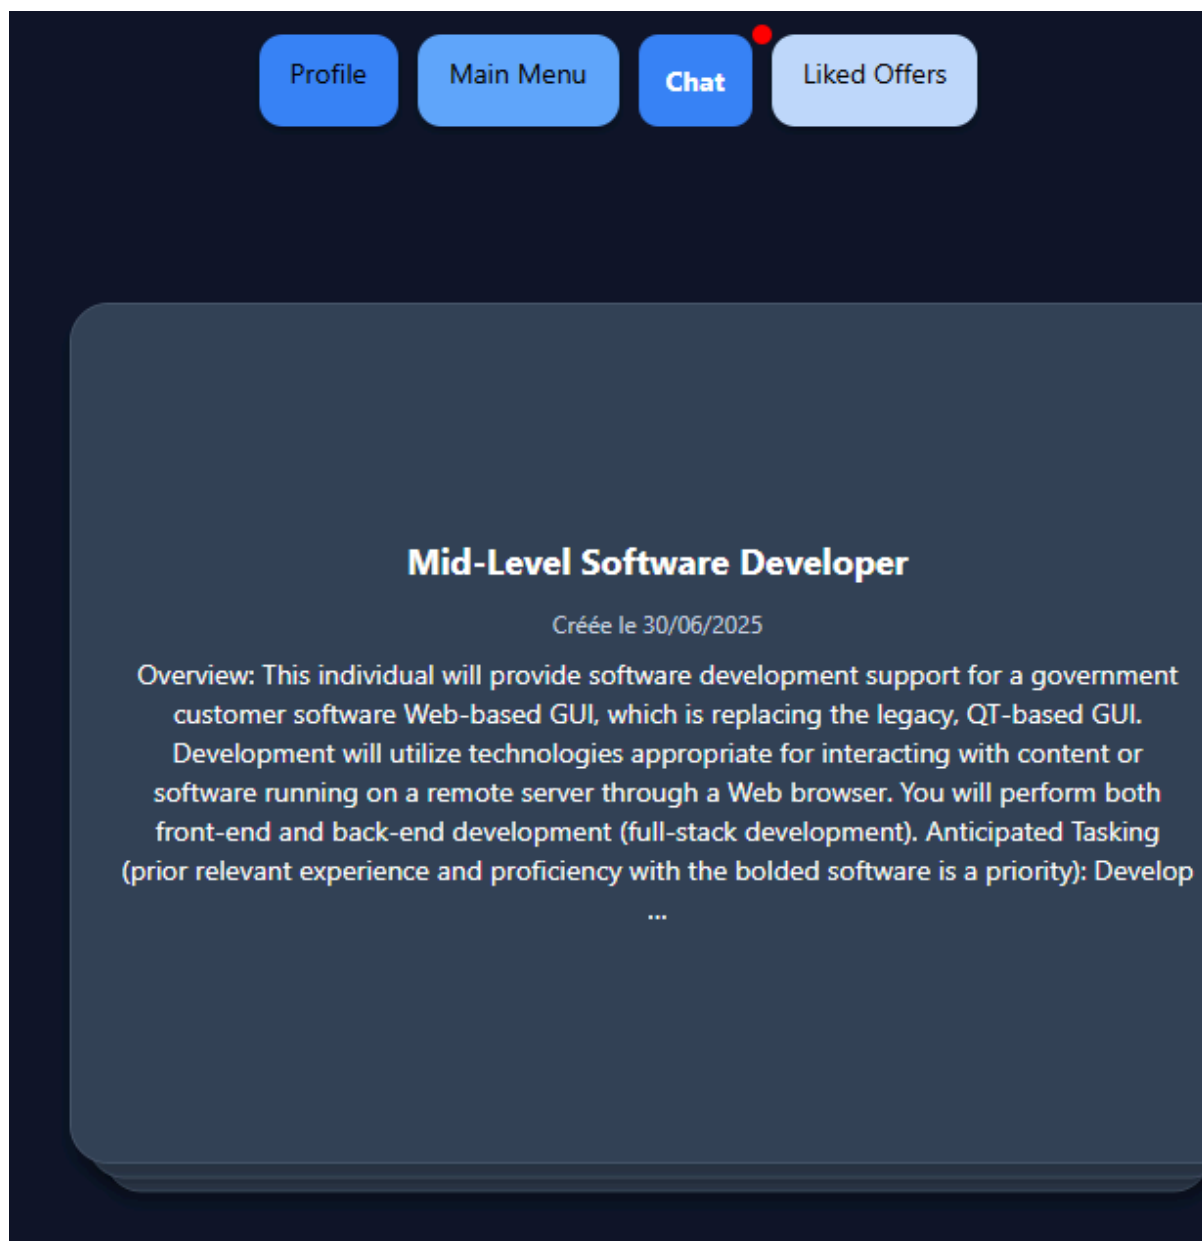 Profile
Main Menu
Chat
Liked Offers
Mid-Level Software Developer
Créée le 30/06/2025
Overview: This individual will provide software development support for a government
customer software Web-based GUI, which is replacing the legacy, QT-based GUI.
Development will utilize technologies appropriate for interacting with content or
software running on a remote server through a Web browser. You will perform both
front-end and back-end development (full-stack development). Anticipated Tasking
(prior relevant experience and proficiency with the bolded software is a priority): Develop
...